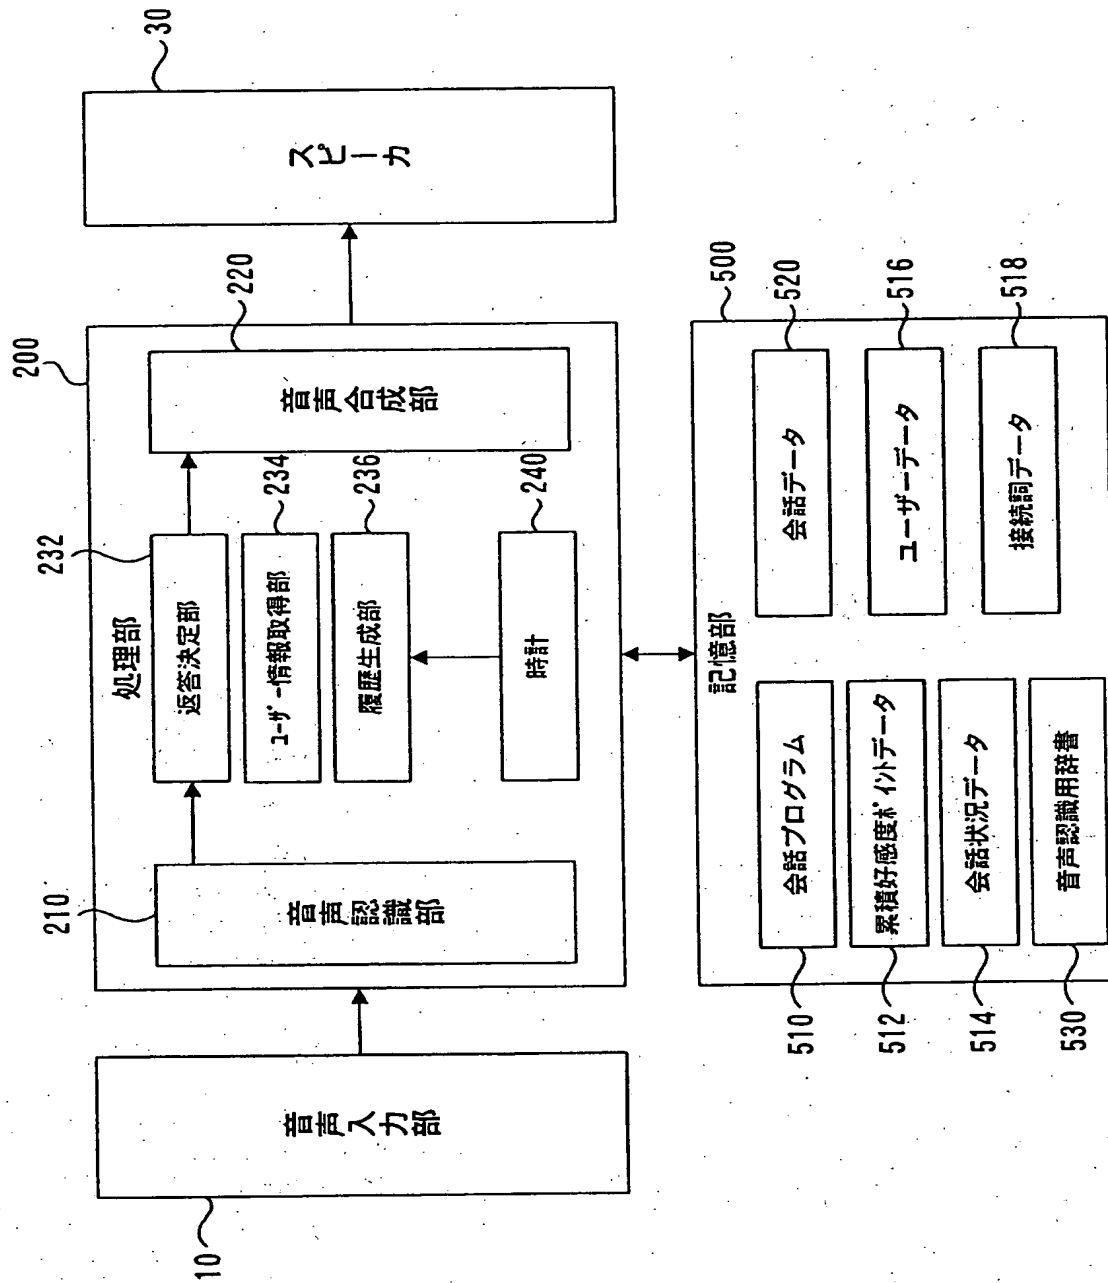 200
処理部
232
30
210
220
返答決定部
10
ユーザー情報取得部
234
音声入力部
音声認識部
音声合成部
スピーカ
履歴生成部
236
時計
240
記憶部
500
510
会話プログラム
会話データ
520
512
累積好感度ポイントデータ
ユーザーデータ
516
514
会話状況データ
接続詞データ
518
530
音声認識用辞書